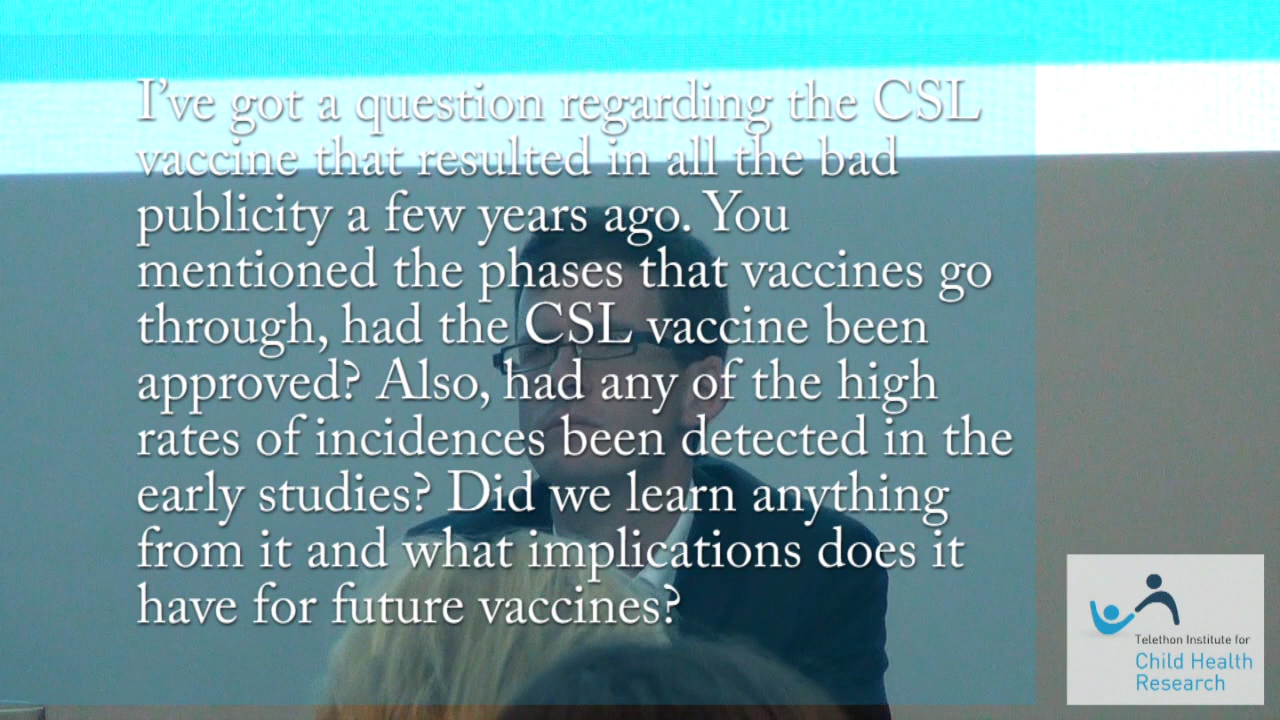 I've got a question regarding the CSL
vaccine that resulted in all the bad
publicity a few years ago. You
mentioned the phases that vaccines go
through, had the CSL vaccine been
approved? Also, had any of the high
rates of incidences been detected in the
early studies? Did we learn anything
from it and what implications does it
have for future vaccines?
Telethon Institute for
Child Health
Research